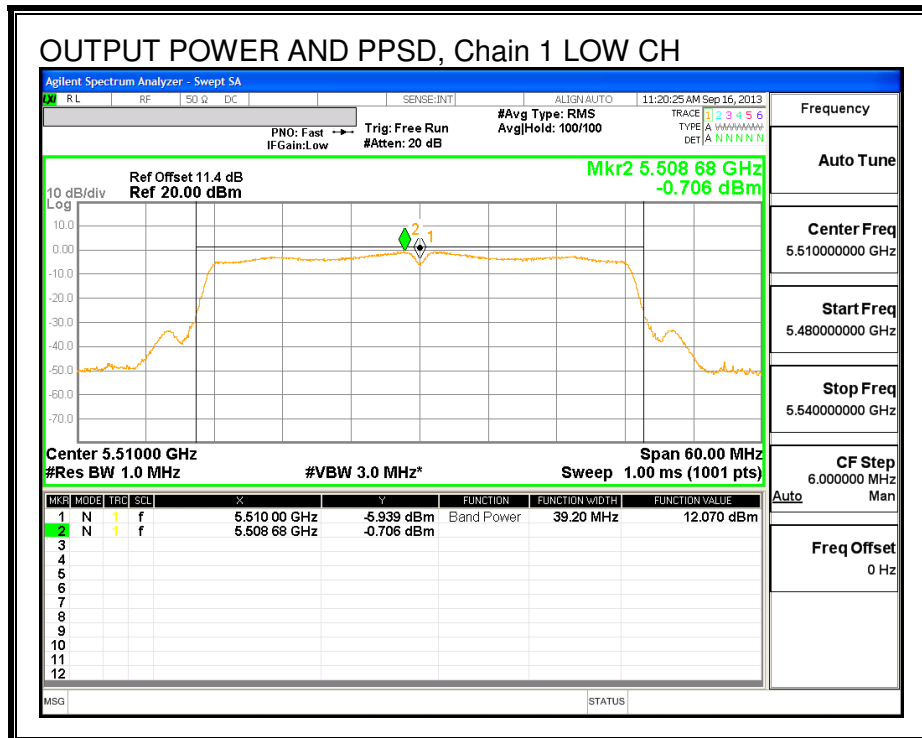 OUTPUT POWER AND PPSD, Chain 1 LOW CH
Agilent Spectrum Analyzer - Swept SA
LXI RL RF 50 Ω DC SENSE:INT ALIGN AUTO 11:20:25 AM Sep 16, 2013
PNO: Fast
IFGain:Low
Trig: Free Run
#Atten: 20 dB
#Avg Type: RMS
Avg|Hold: 100/100
TRACE 1 2 3 4 5 6
TYPE A WWWWW
DET A N N N N N
Mkr2 5.508 68 GHz
-0.706 dBm
Ref Offset 11.4 dB
10 dB/div Ref 20.00 dBm
Log
10.0
0.00
-10.0
-20.0
-30.0
-40.0
-50.0
-60.0
-70.0
2
1
Center 5.51000 GHz Span 60.00 MHz
#Res BW 1.0 MHz #VBW 3.0 MHz* Sweep 1.00 ms (1001 pts)
MKR MODE TRC SCL X Y FUNCTION FUNCTION WIDTH FUNCTION VALUE
1 N 1 f 5.510 00 GHz -5.939 dBm Band Power 39.20 MHz 12.070 dBm
2 N 1 f 5.508 68 GHz -0.706 dBm
3
4
5
6
7
8
9
10
11
12
MSG STATUS
Frequency
Auto Tune
Center Freq
5.510000000 GHz
Start Freq
5.480000000 GHz
Stop Freq
5.540000000 GHz
CF Step
6.000000 MHz
Auto Man
Freq Offset
0 Hz